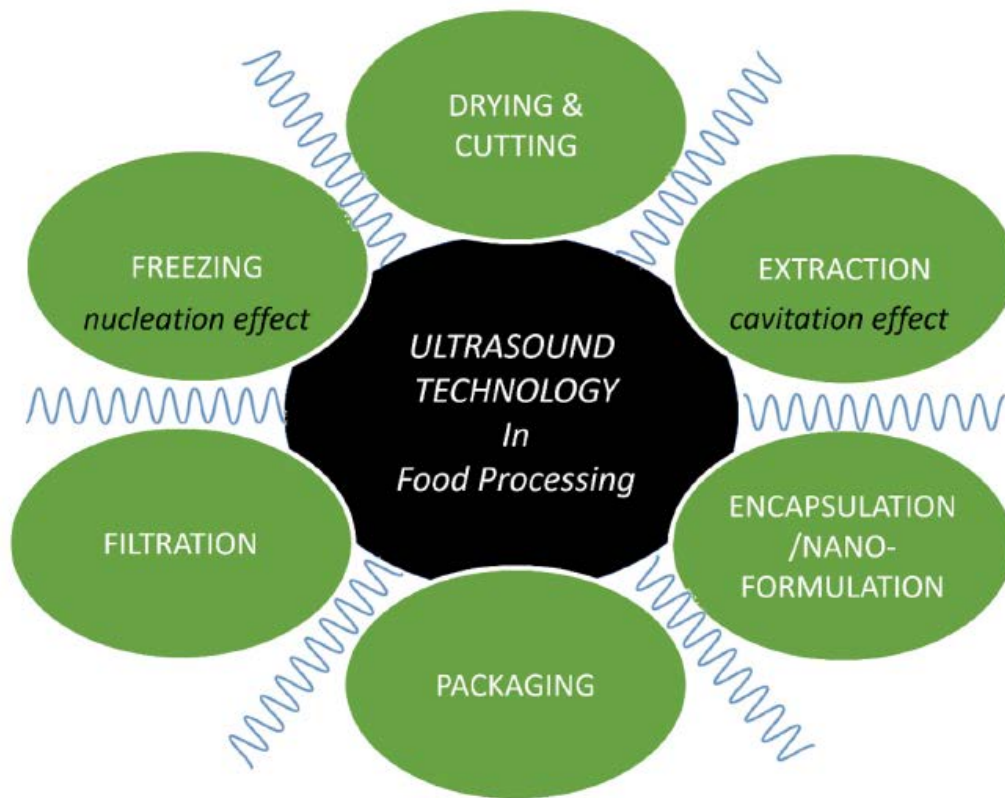 DRYING &
CUTTING
FREEZING
nucleation effect
EXTRACTION
cavitation effect
ULTRASOUND
TECHNOLOGY
In
Food Processing
FILTRATION
ENCAPSULATION
/NANO-
FORMULATION
PACKAGING